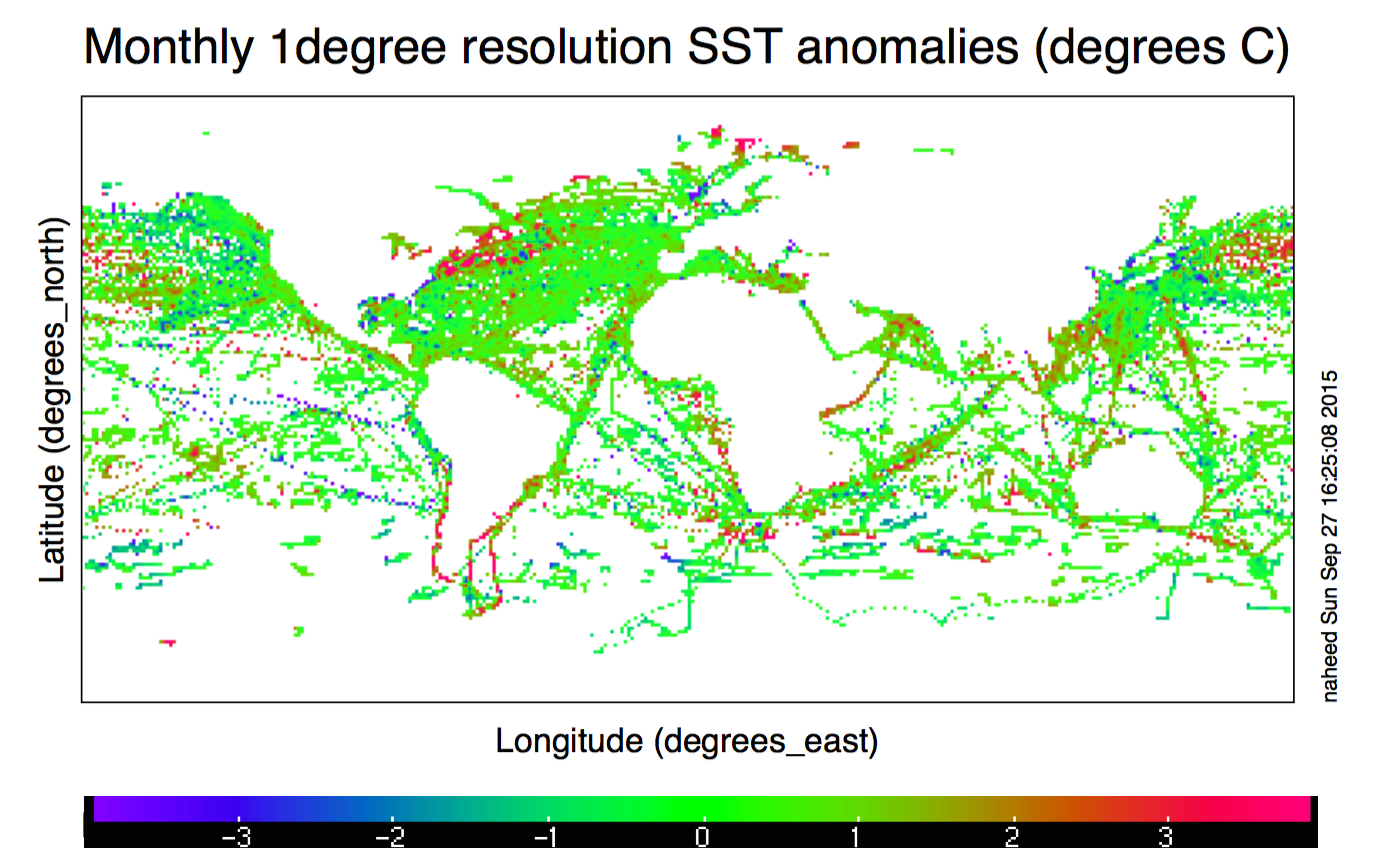 Monthly 1degree resolution SST anomalies (degrees C)
Latitude (degrees_north)
naheed Sun Sep 27 16:25:08 2015
Longitude (degrees_east)
-3 -2 -1 0 1 2 3